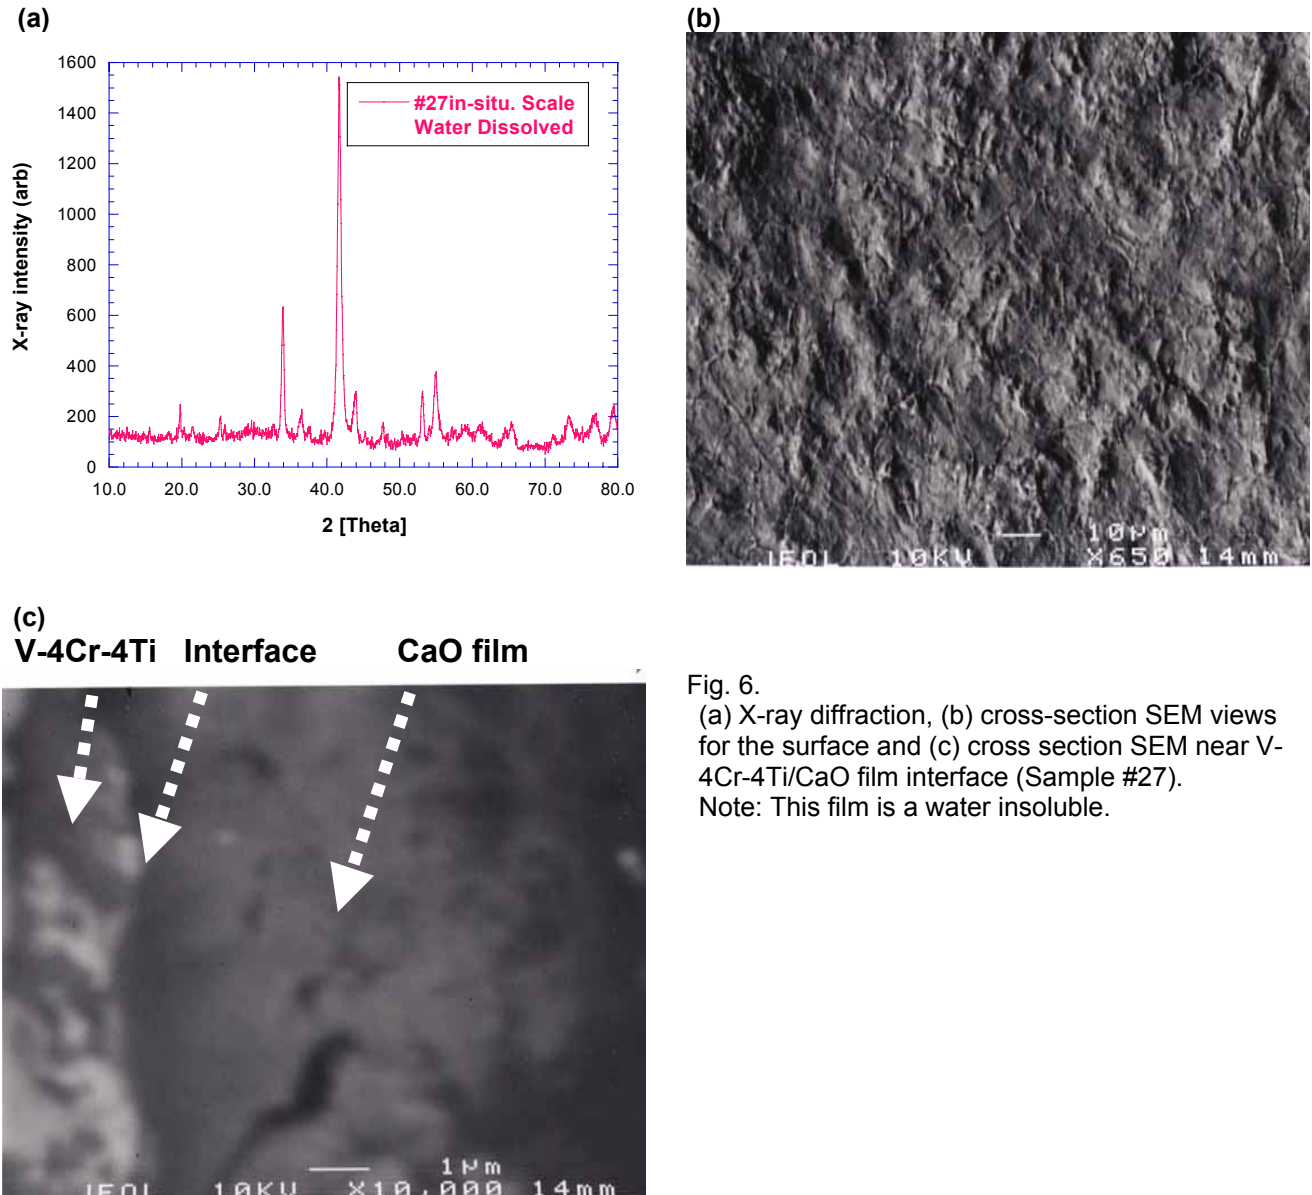 (a)
1600
1400
1200
1000
800
600
400
200
0
X-ray intensity (arb)
#27in-situ. Scale
Water Dissolved
10.0 20.0 30.0 40.0 50.0 60.0 70.0 80.0
2 [Theta]
(b)
10µm
JEOL 10KV X650 14mm
(c)
V-4Cr-4Ti Interface CaO film
1µm
JEOL 10KV X10,000 14mm
Fig. 6.
(a) X-ray diffraction, (b) cross-section SEM views
for the surface and (c) cross section SEM near V-
4Cr-4Ti/CaO film interface (Sample #27).
Note: This film is a water insoluble.